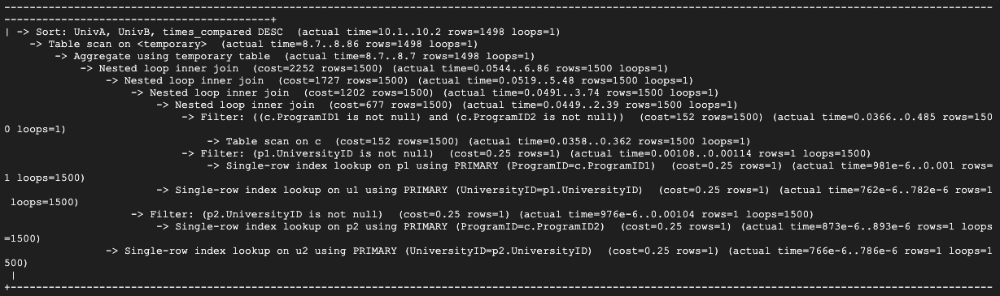 --------------------------------------------------------------------------------------------------------------------------------------------------------
------------------------------------------+
| -> Sort: UnivA, UnivB, times_compared DESC  (actual time=10.1..10.2 rows=1498 loops=1)
    -> Table scan on <temporary>  (actual time=8.7..8.86 rows=1498 loops=1)
        -> Aggregate using temporary table  (actual time=8.7..8.7 rows=1498 loops=1)
            -> Nested loop inner join  (cost=2252 rows=1500) (actual time=0.0544..6.86 rows=1500 loops=1)
                -> Nested loop inner join  (cost=1727 rows=1500) (actual time=0.0519..5.48 rows=1500 loops=1)
                    -> Nested loop inner join  (cost=1202 rows=1500) (actual time=0.0491..3.74 rows=1500 loops=1)
                        -> Nested loop inner join  (cost=677 rows=1500) (actual time=0.0449..2.39 rows=1500 loops=1)
                            -> Filter: ((c.ProgramID1 is not null) and (c.ProgramID2 is not null))  (cost=152 rows=1500) (actual time=0.0366..0.485 rows=150
0 loops=1)
                                -> Table scan on c  (cost=152 rows=1500) (actual time=0.0358..0.362 rows=1500 loops=1)
                            -> Filter: (p1.UniversityID is not null)  (cost=0.25 rows=1) (actual time=0.00108..0.00114 rows=1 loops=1500)
                                -> Single-row index lookup on p1 using PRIMARY (ProgramID=c.ProgramID1)  (cost=0.25 rows=1) (actual time=981e-6..0.001 rows=
1 loops=1500)
                        -> Single-row index lookup on u1 using PRIMARY (UniversityID=p1.UniversityID)  (cost=0.25 rows=1) (actual time=762e-6..782e-6 rows=1
 loops=1500)
                    -> Filter: (p2.UniversityID is not null)  (cost=0.25 rows=1) (actual time=976e-6..0.00104 rows=1 loops=1500)
                        -> Single-row index lookup on p2 using PRIMARY (ProgramID=c.ProgramID2)  (cost=0.25 rows=1) (actual time=873e-6..893e-6 rows=1 loops
=1500)
                -> Single-row index lookup on u2 using PRIMARY (UniversityID=p2.UniversityID)  (cost=0.25 rows=1) (actual time=766e-6..786e-6 rows=1 loops=1
500)
 |
+-------------------------------------------------------------------------------------------------------------------------------------------------------